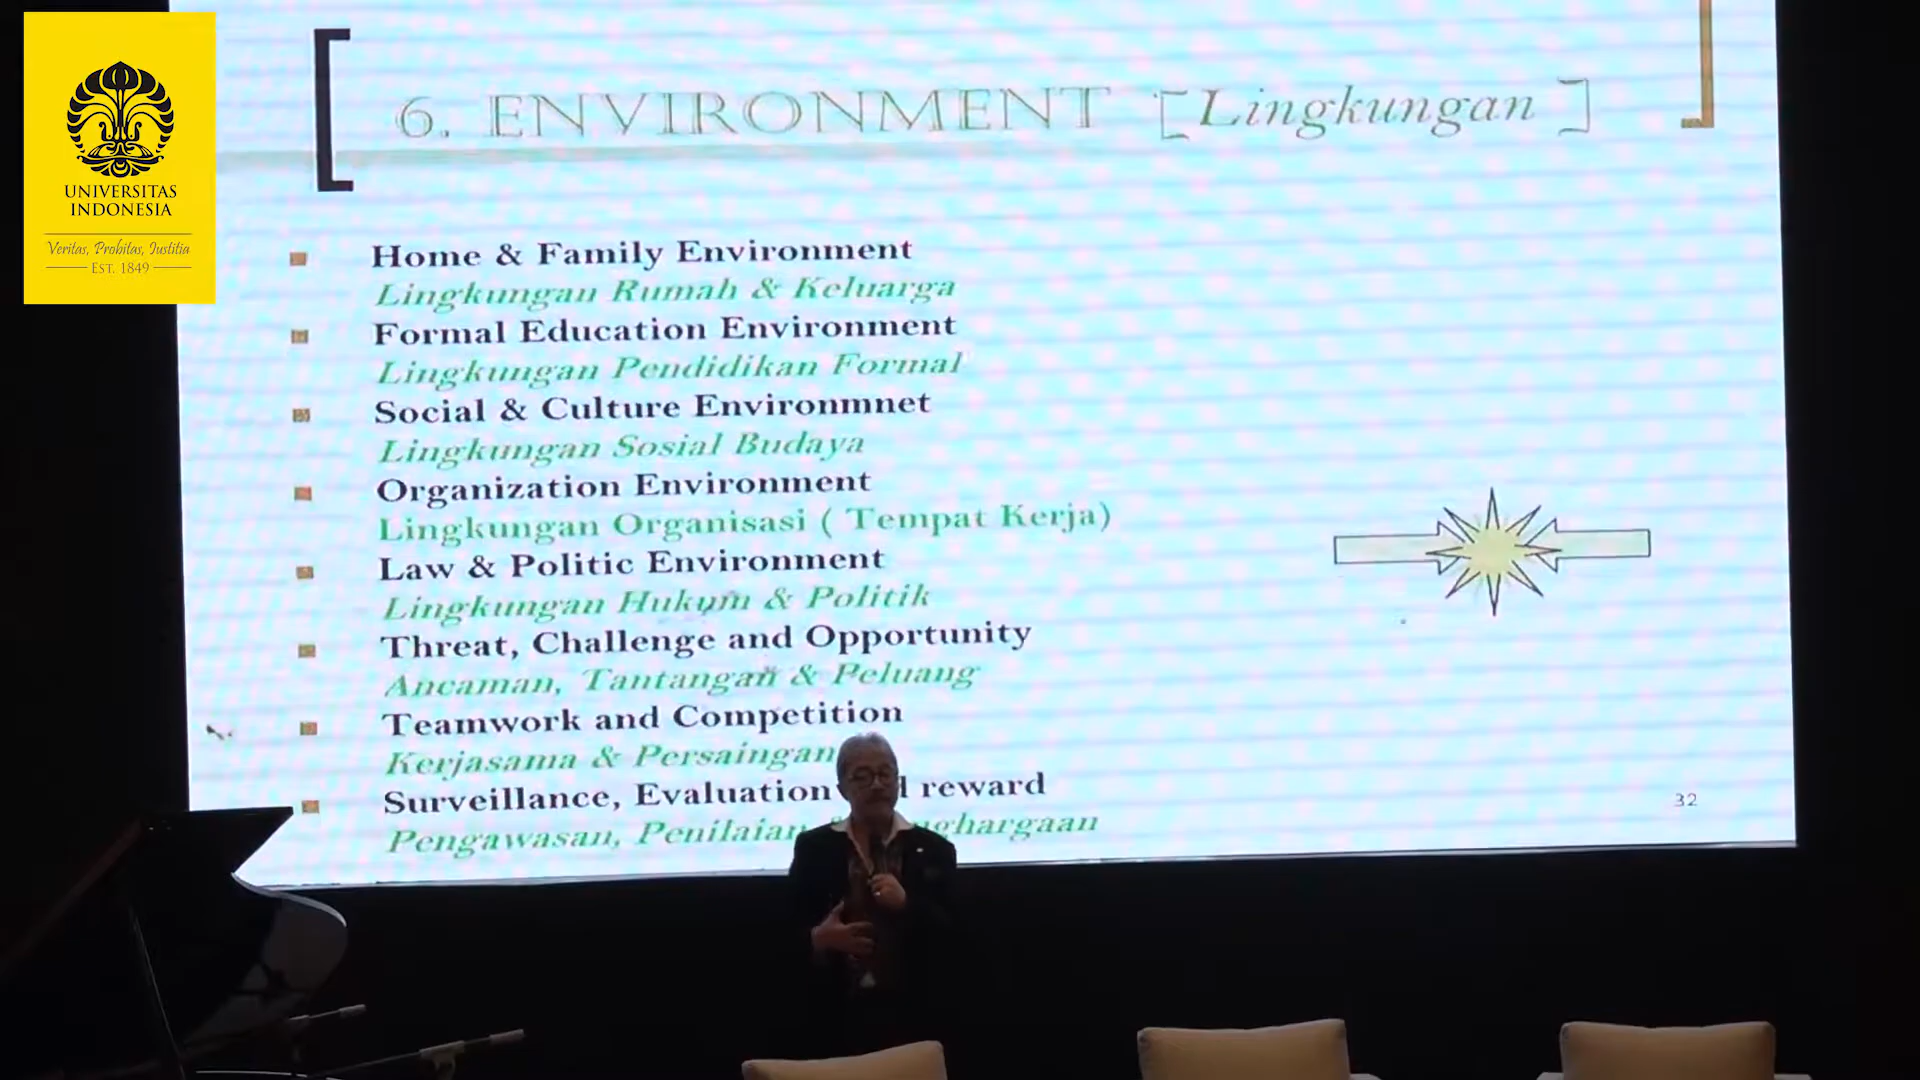 UNIVERSITAS
INDONESIA
Veritas, Probitas, Justitia
EST. 1849
6. ENVIRONMENT [Lingkungan]
Home & Family Environment
Lingkungan Rumah & Keluarga
Formal Education Environment
Lingkungan Pendidikan Formal
Social & Culture Environmnet
Lingkungan Sosial Budaya
Organization Environment
Lingkungan Organisasi ( Tempat Kerja)
Law & Politic Environment
Lingkungan Hukum & Politik
Threat, Challenge and Opportunity
Ancaman, Tantangan & Peluang
Teamwork and Competition
Kerjasama & Persaingan
Surveillance, Evaluation reward
Pengawasan, Penilaian
32